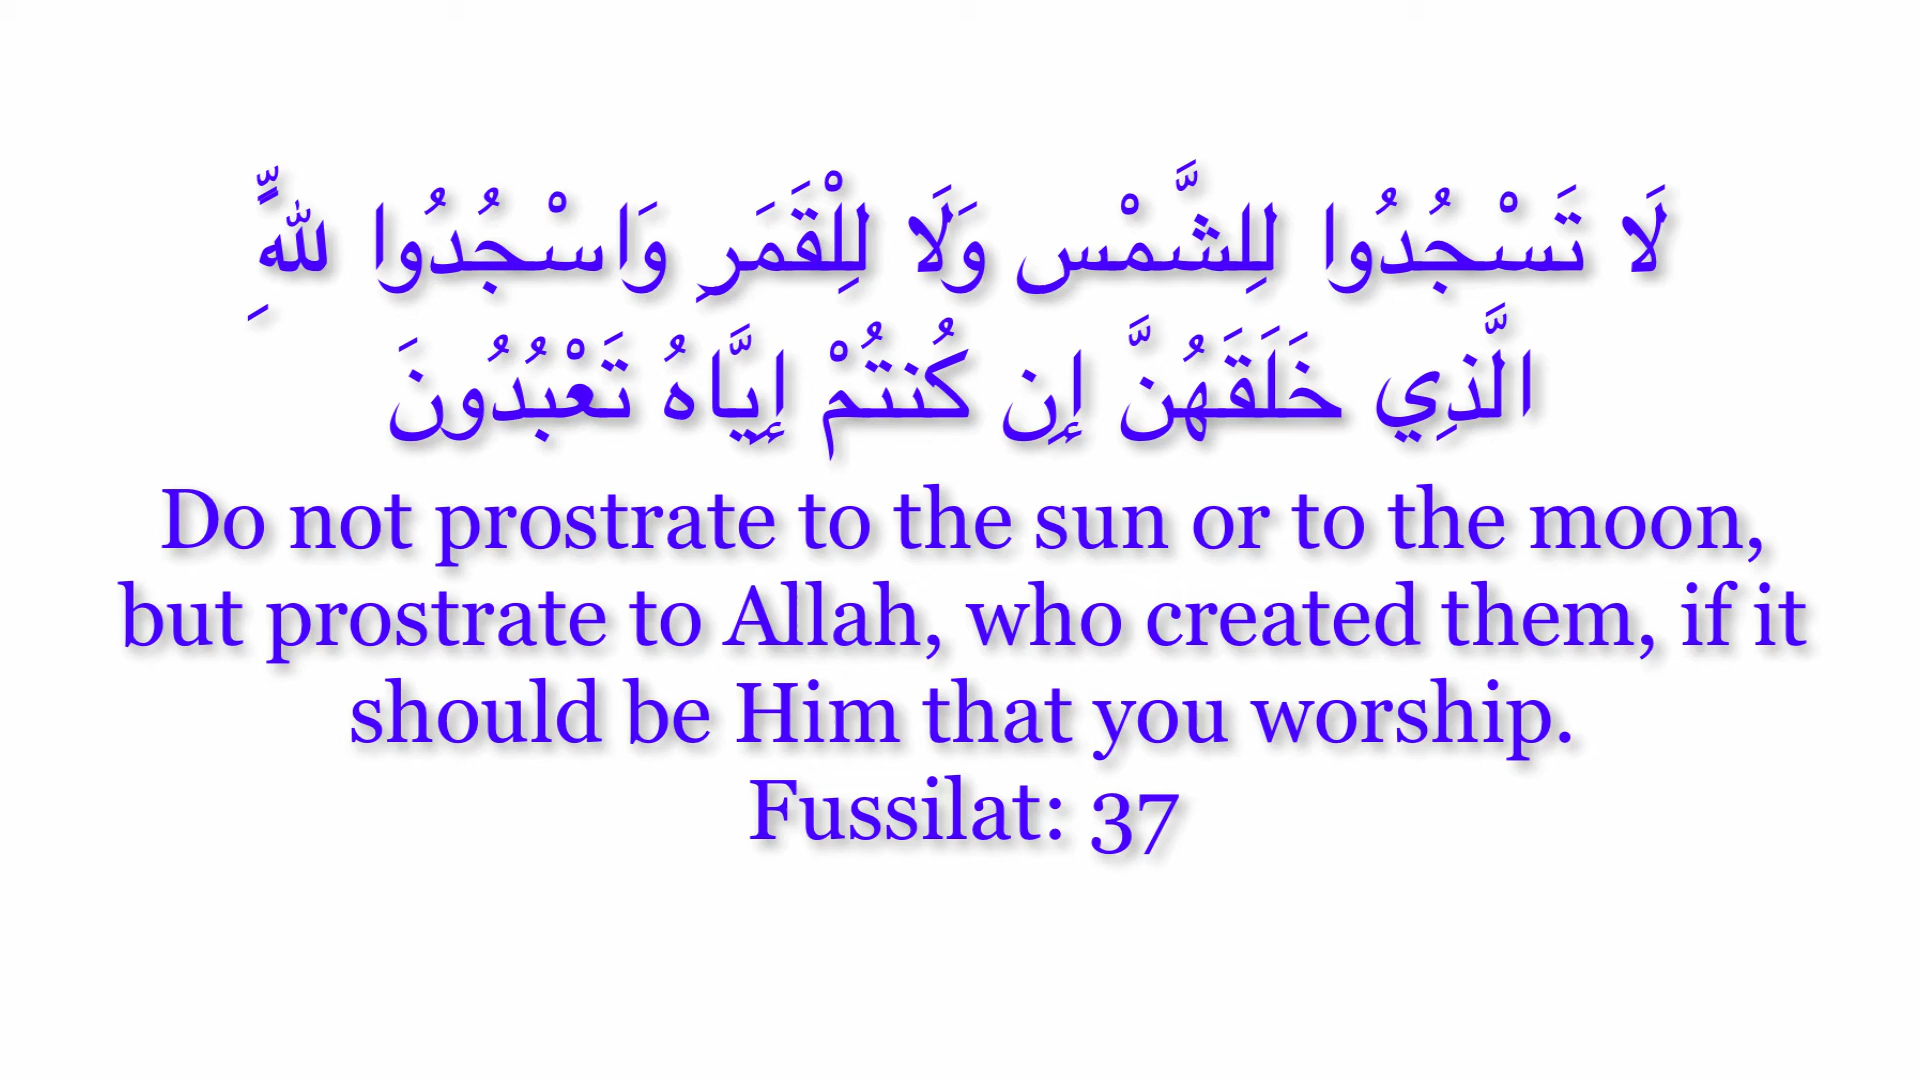 لَا تَسْجُدُوا لِلشَّمْس وَلَا لِلْقَمَرِ وَاسْجُدُوا للهَِّ ِ
الَّذِي خَلَقَهُنَّ إِن كُنتُمْ إِيَّاهُ تَعْبُدُونَ
Do not prostrate to the sun or to the moon,
but prostrate to Allah, who created them, if it
should be Him that you worship.
Fussilat: 37